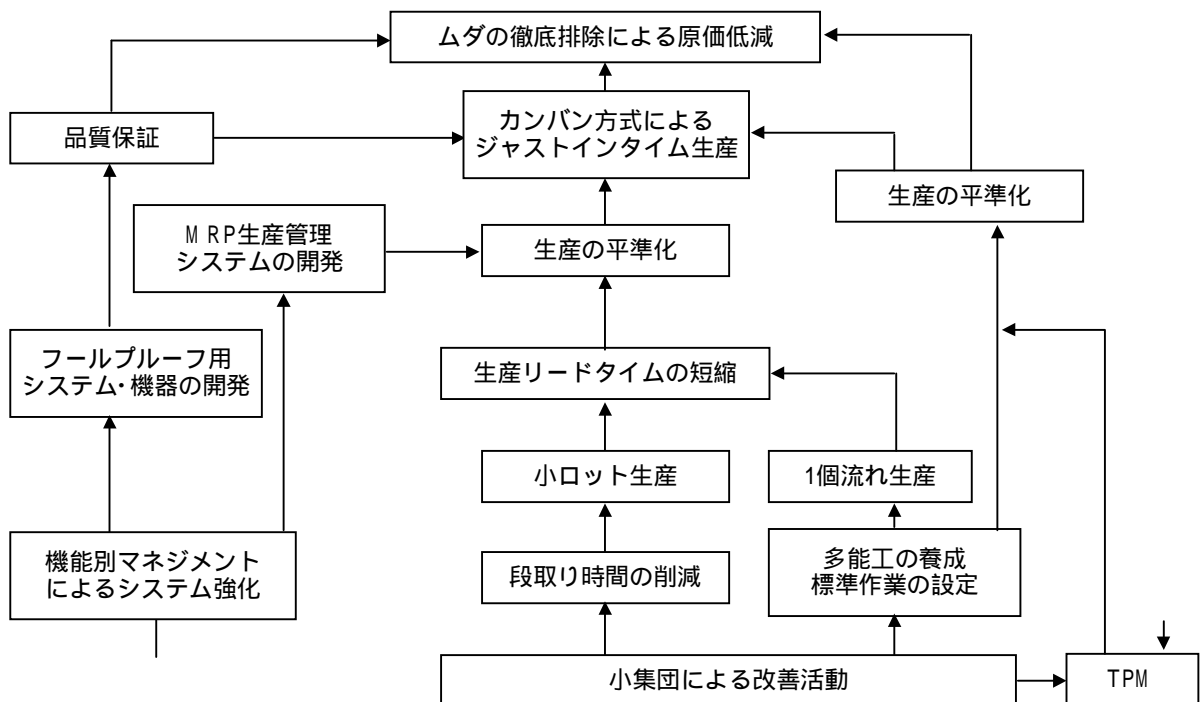 ムダの徹底排除による原価低減
品質保証
カンバン方式による
ジャストインタイム生産
生産の平準化
MRP生産管理
システムの開発
生産の平準化
フールプルーフ用
システム・機器の開発
生産リードタイムの短縮
小ロット生産
1個流れ生産
機能別マネジメント
によるシステム強化
段取り時間の削減
多能工の養成
標準作業の設定
小集団による改善活動
TPM